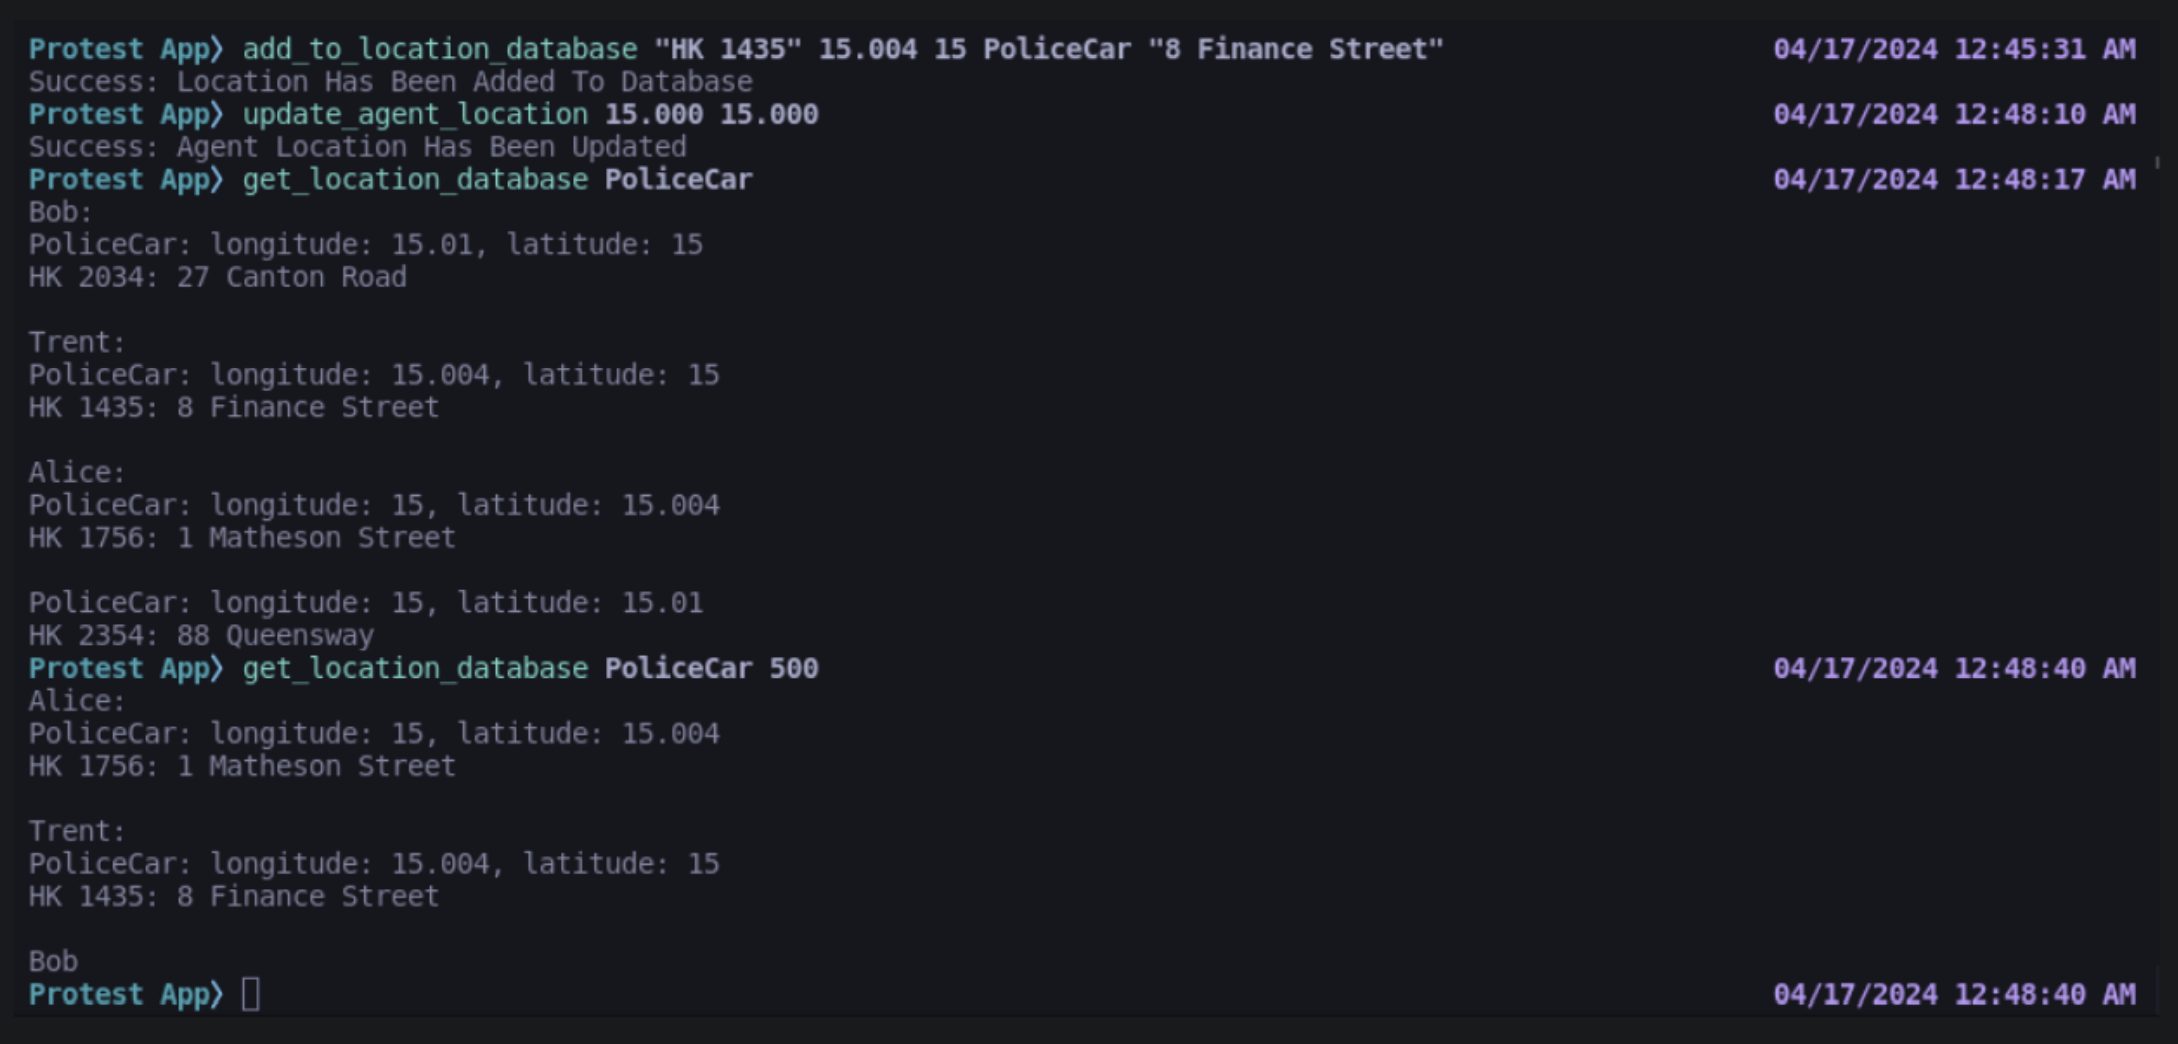 Protest App❭ add_to_location_database "HK 1435" 15.004 15 PoliceCar "8 Finance Street" 04/17/2024 12:45:31 AM
Success: Location Has Been Added To Database
Protest App❭ update_agent_location 15.000 15.000 04/17/2024 12:48:10 AM
Success: Agent Location Has Been Updated
Protest App❭ get_location_database PoliceCar 04/17/2024 12:48:17 AM
Bob:
PoliceCar: longitude: 15.01, latitude: 15
HK 2034: 27 Canton Road

Trent:
PoliceCar: longitude: 15.004, latitude: 15
HK 1435: 8 Finance Street

Alice:
PoliceCar: longitude: 15, latitude: 15.004
HK 1756: 1 Matheson Street

PoliceCar: longitude: 15, latitude: 15.01
HK 2354: 88 Queensway
Protest App❭ get_location_database PoliceCar 500 04/17/2024 12:48:40 AM
Alice:
PoliceCar: longitude: 15, latitude: 15.004
HK 1756: 1 Matheson Street

Trent:
PoliceCar: longitude: 15.004, latitude: 15
HK 1435: 8 Finance Street

Bob
Protest App❭ 04/17/2024 12:48:40 AM